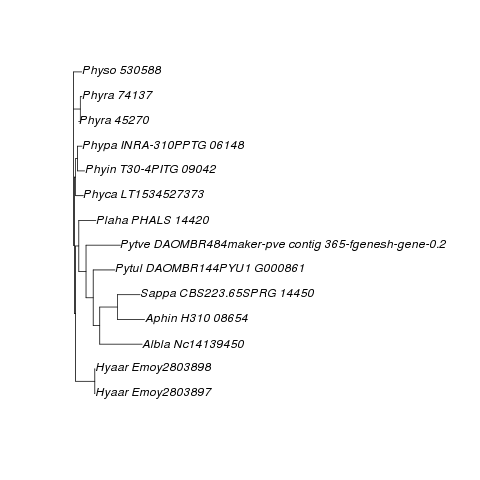 Physo 530588
Phyra 74137
Phyra 45270
Phypa INRA-310PPTG 06148
Phyin T30-4PITG 09042
Phyca LT1534527373
Plaha PHALS 14420
Pytve DAOMBR484maker-pve contig 365-fgenesh-gene-0.2
Pytul DAOMBR144PYU1 G000861
Sappa CBS223.65SPRG 14450
Aphin H310 08654
Albla Nc14139450
Hyaar Emoy2803898
Hyaar Emoy2803897